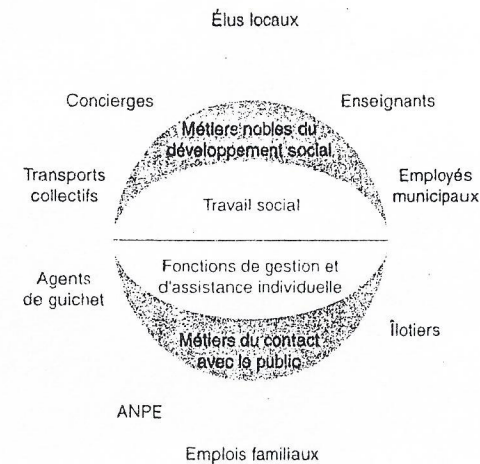 Élus locaux
Concierges
Enseignants
Métiers nobles du
développement social
Transports
collectifs
Employés
municipaux
Travail social
Fonctions de gestion et
d'assistance individuelle
Agents
de guichet
Îlotiers
Métiers du contact
avec le public
ANPE
Emplois familiaux